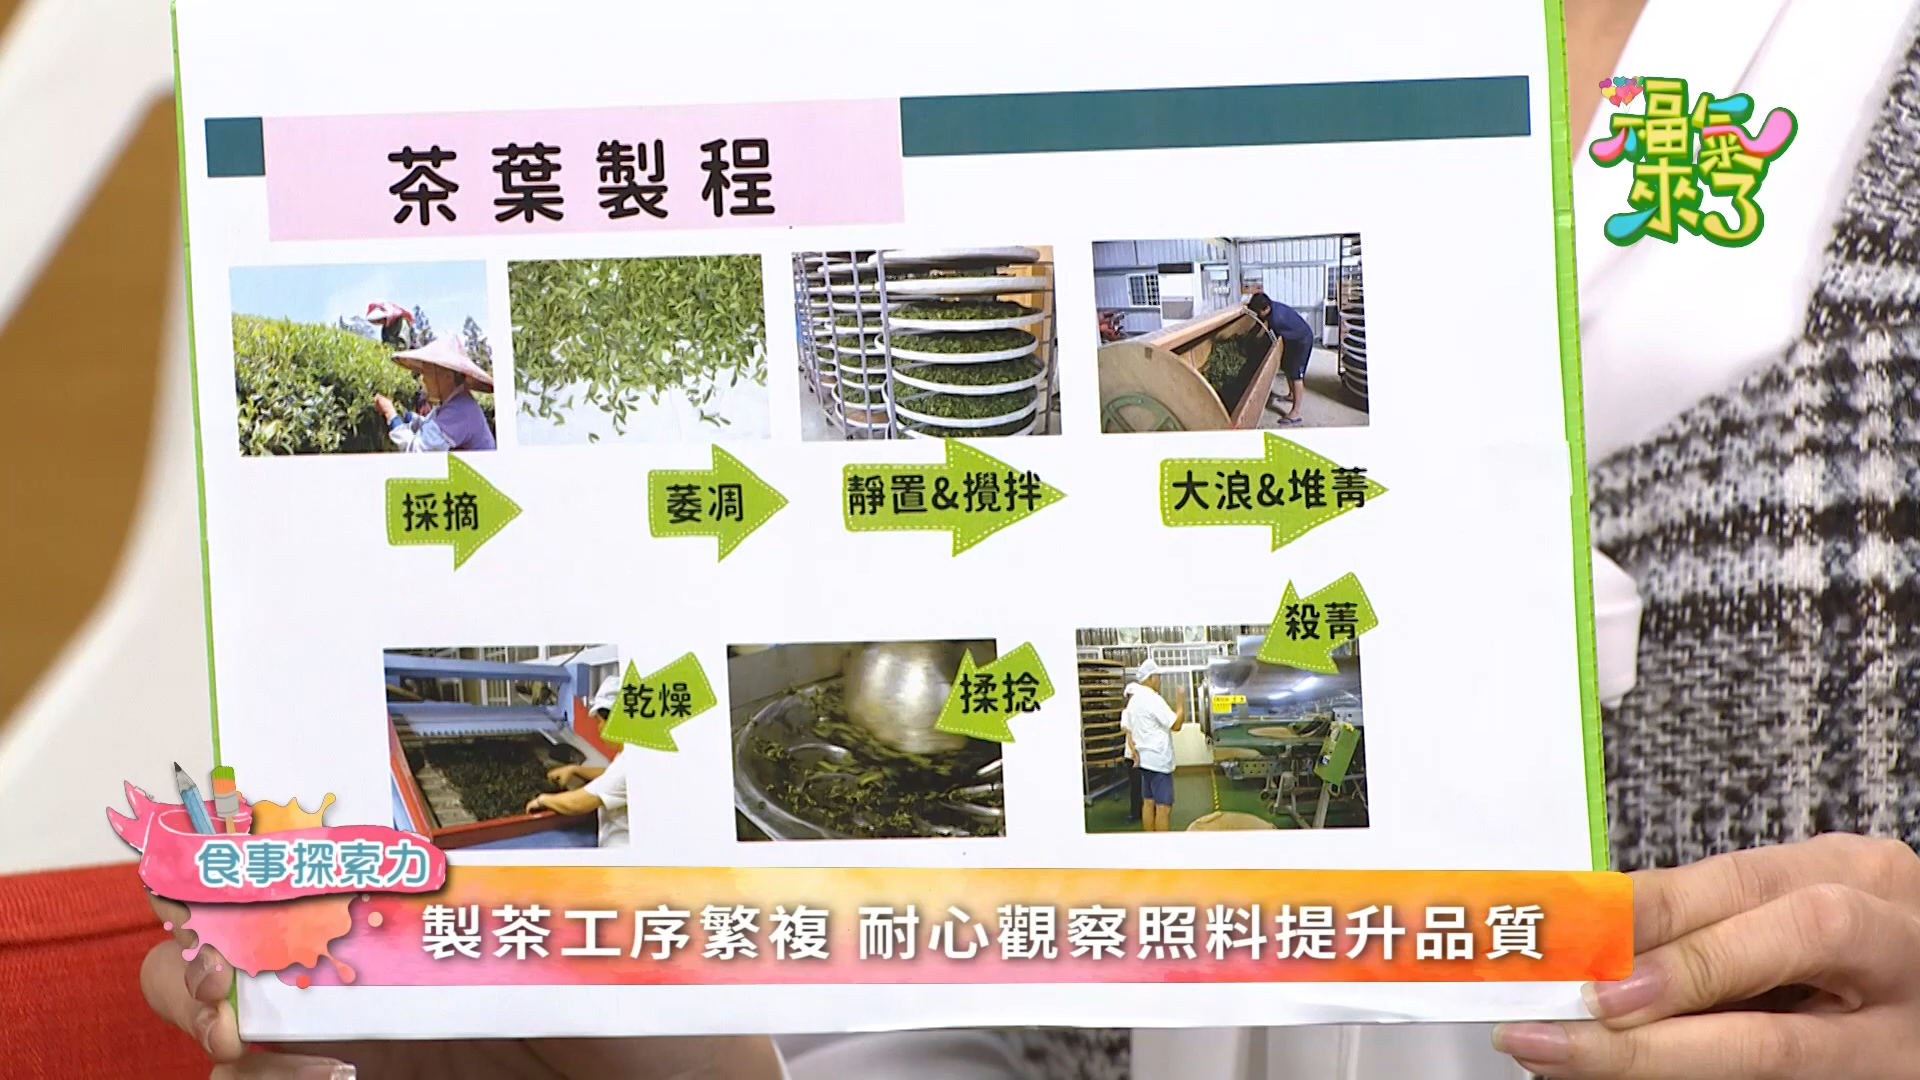 茶葉製程
福氣來了
採摘
萎凋
靜置&攪拌
大浪&堆菁
殺菁
揉捻
乾燥
食事探索力
製茶工序繁複 耐心觀察照料提升品質